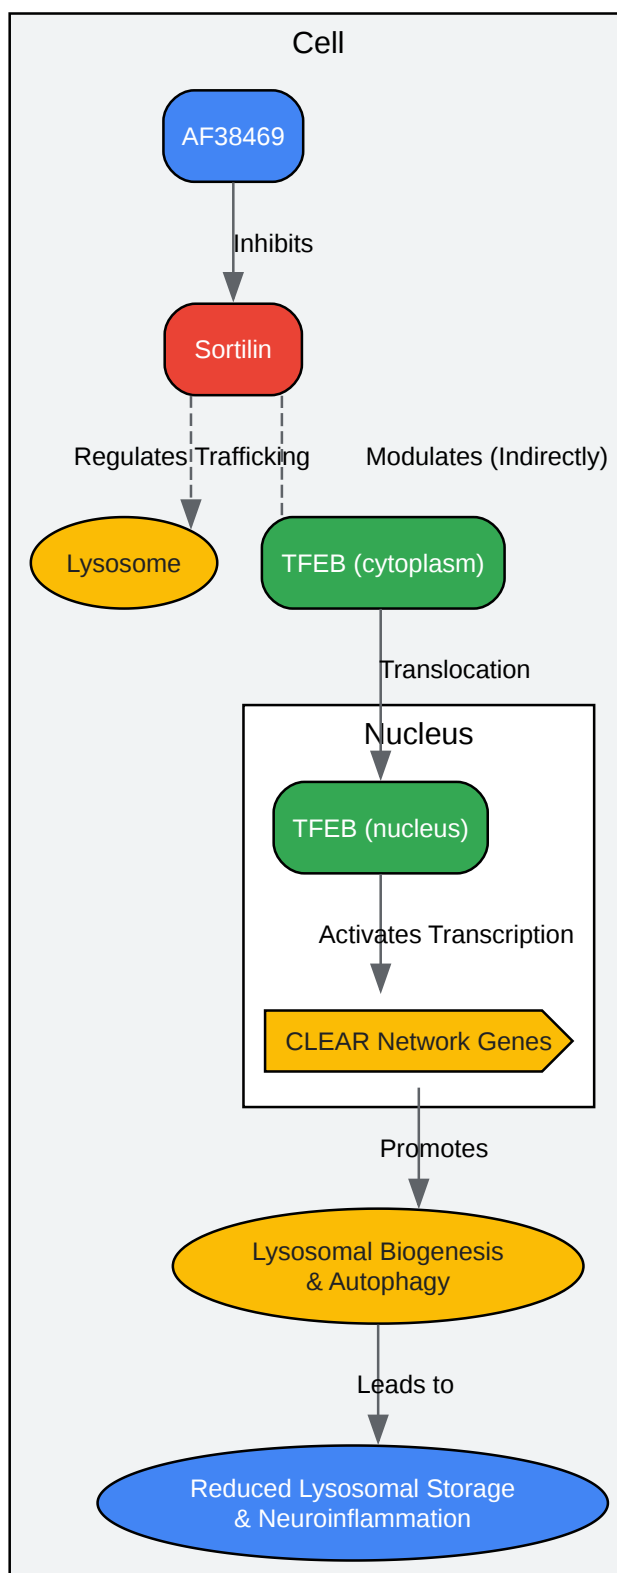 Cell
AF38469
Inhibits
Sortilin
Regulates Trafficking
Modulates (Indirectly)
Lysosome
TFEB (cytoplasm)
Translocation
Nucleus
TFEB (nucleus)
Activates Transcription
CLEAR Network Genes
Promotes
Lysosomal Biogenesis
& Autophagy
Leads to
Reduced Lysosomal Storage
& Neuroinflammation